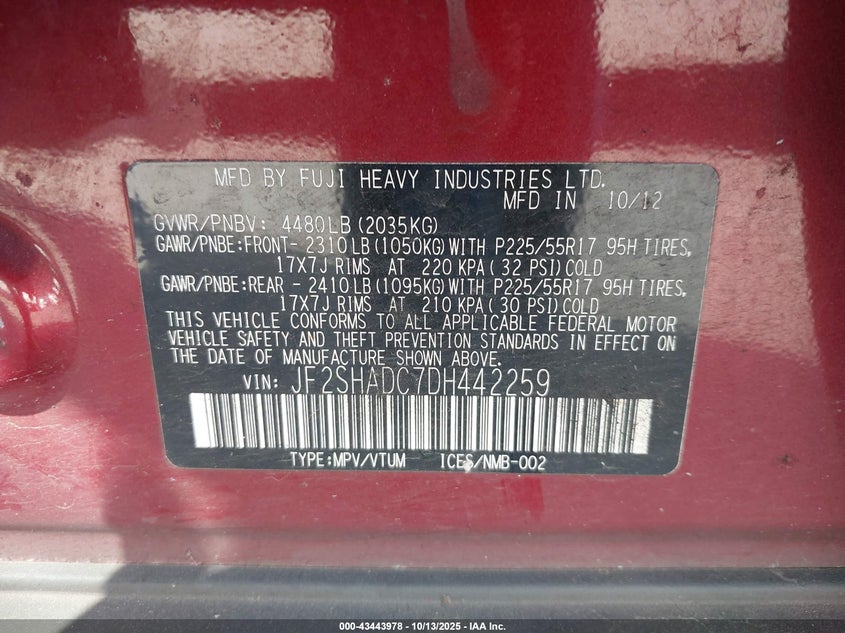 MFD BY FUJI HEAVY INDUSTRIES LTD.
MFD IN 10/12
GVWR/PNBV: 4480LB (2035KG)
GAWR/PNBE:FRONT- 2310LB (1050KG) WITH P225/55R17 95H TIRES,
17X7J RIMS AT 220 KPA( 32 PSI) COLD
GAWR/PNBE:REAR - 2410LB (1095KG) WITH P225/55R17 95H TIRES,
17X7J RIMS AT 210 KPA( 30 PSI) COLD
THIS VEHICLE CONFORMS TO ALL APPLICABLE FEDERAL MOTOR
VEHICLE SAFETY AND THEFT PREVENTION STANDARDS IN EFFECT ON
THE DATE OF MANUFACTURE SHOWN ABOVE.
VIN: JF2SHADC7DH442259
TYPE:MPV/VTUM ICES/NMB-002
000-43443978 - 10/13/2025 - IAA Inc.